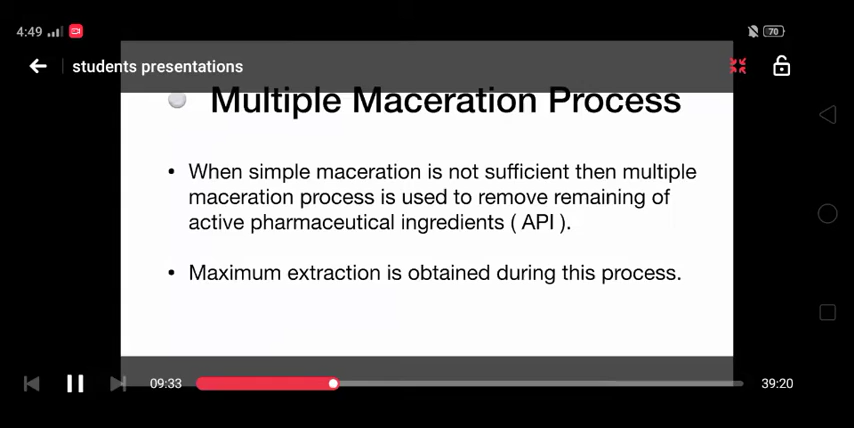 4:49
70
students presentations
Multiple Maceration Process
• When simple maceration is not sufficient then multiple
maceration process is used to remove remaining of
active pharmaceutical ingredients ( API ).
• Maximum extraction is obtained during this process.
09:33
39:20